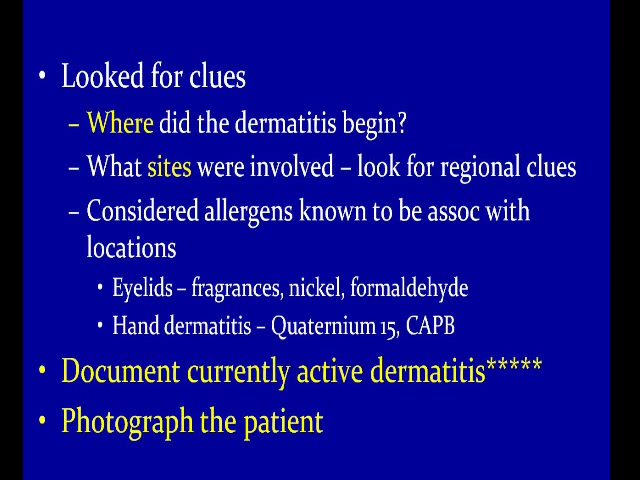 • Looked for clues
– Where did the dermatitis begin?
– What sites were involved – look for regional clues
– Considered allergens known to be assoc with
locations
• Eyelids – fragrances, nickel, formaldehyde
• Hand dermatitis – Quaternium 15, CAPB
• Document currently active dermatitis*****
• Photograph the patient